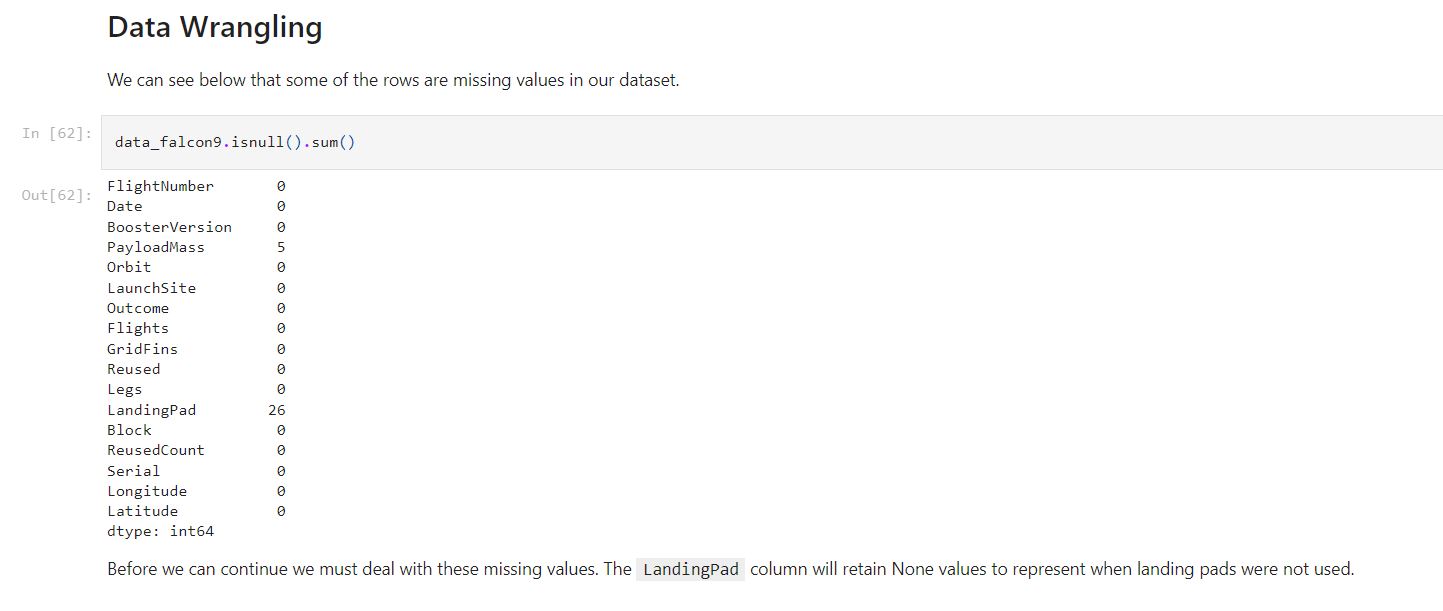 Data Wrangling
We can see below that some of the rows are missing values in our dataset.
In [62]:
data_falcon9.isnull().sum()
Out[62]:
FlightNumber 0
Date 0
BoosterVersion 0
PayloadMass 5
Orbit 0
LaunchSite 0
Outcome 0
Flights 0
GridFins 0
Reused 0
Legs 0
LandingPad 26
Block 0
ReusedCount 0
Serial 0
Longitude 0
Latitude 0
dtype: int64
Before we can continue we must deal with these missing values. The LandingPad column will retain None values to represent when landing pads were not used.